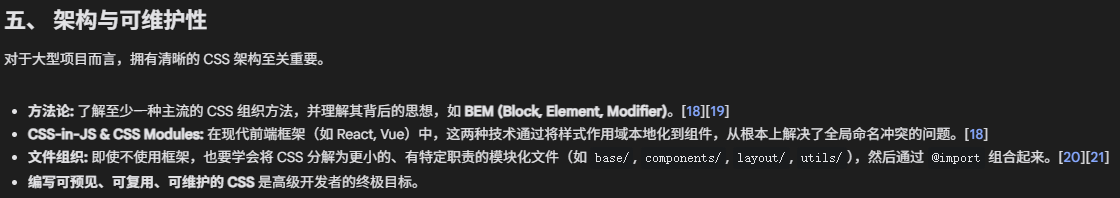 五、 架构与可维护性
对于大型项目而言，拥有清晰的 CSS 架构至关重要。
• 方法论: 了解至少一种主流的 CSS 组织方法，并理解其背后的思想，如 BEM (Block, Element, Modifier)。[18][19]
• CSS-in-JS & CSS Modules: 在现代前端框架（如 React, Vue）中，这两种技术通过将样式作用域本地化到组件，从根本上解决了全局命名冲突的问题。[18]
• 文件组织: 即使不使用框架，也要学会将 CSS 分解为更小的、有特定职责的模块化文件（如 base/, components/, layout/, utils/），然后通过 @import 组合起来。[20][21]
• 编写可预见、可复用、可维护的 CSS 是高级开发者的终极目标。